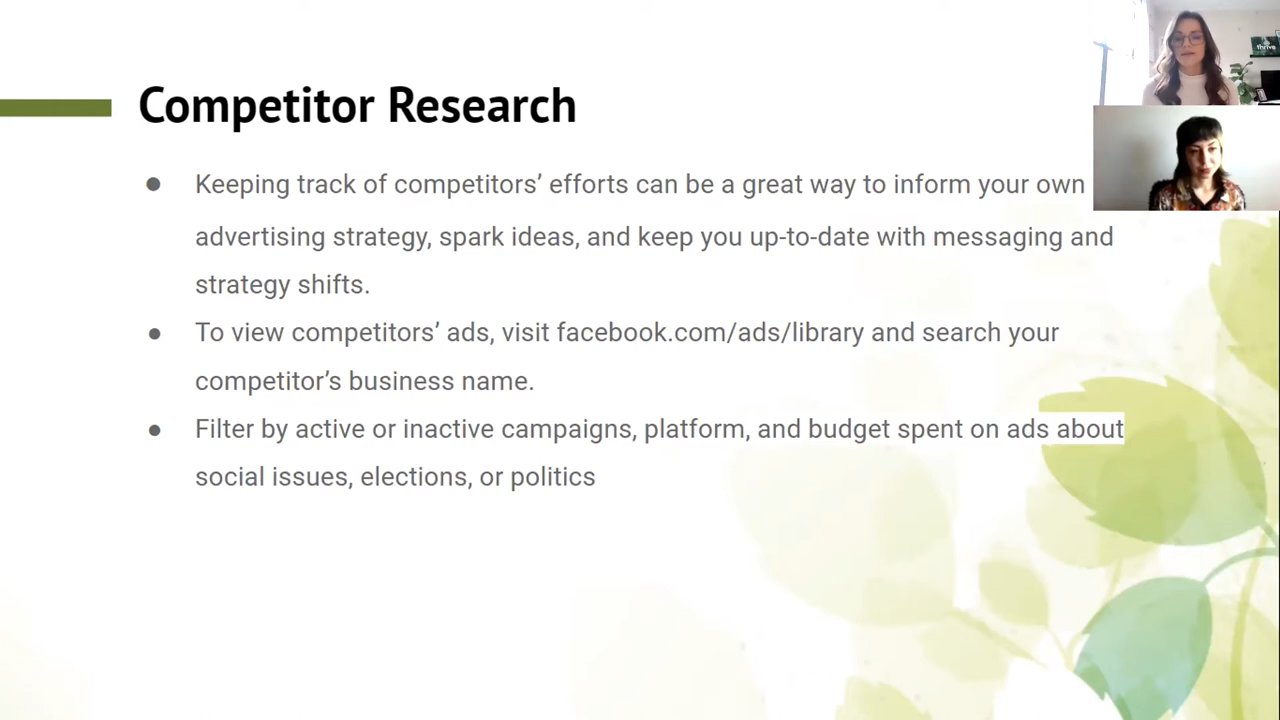 Competitor Research
● Keeping track of competitors’ efforts can be a great way to inform your own
advertising strategy, spark ideas, and keep you up-to-date with messaging and
strategy shifts.
● To view competitors’ ads, visit facebook.com/ads/library and search your
competitor’s business name.
● Filter by active or inactive campaigns, platform, and budget spent on ads about
social issues, elections, or politics
thrive